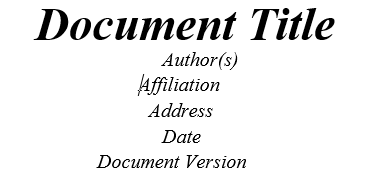 Document Title
Author(s)
Affiliation
Address
Date
Document Version